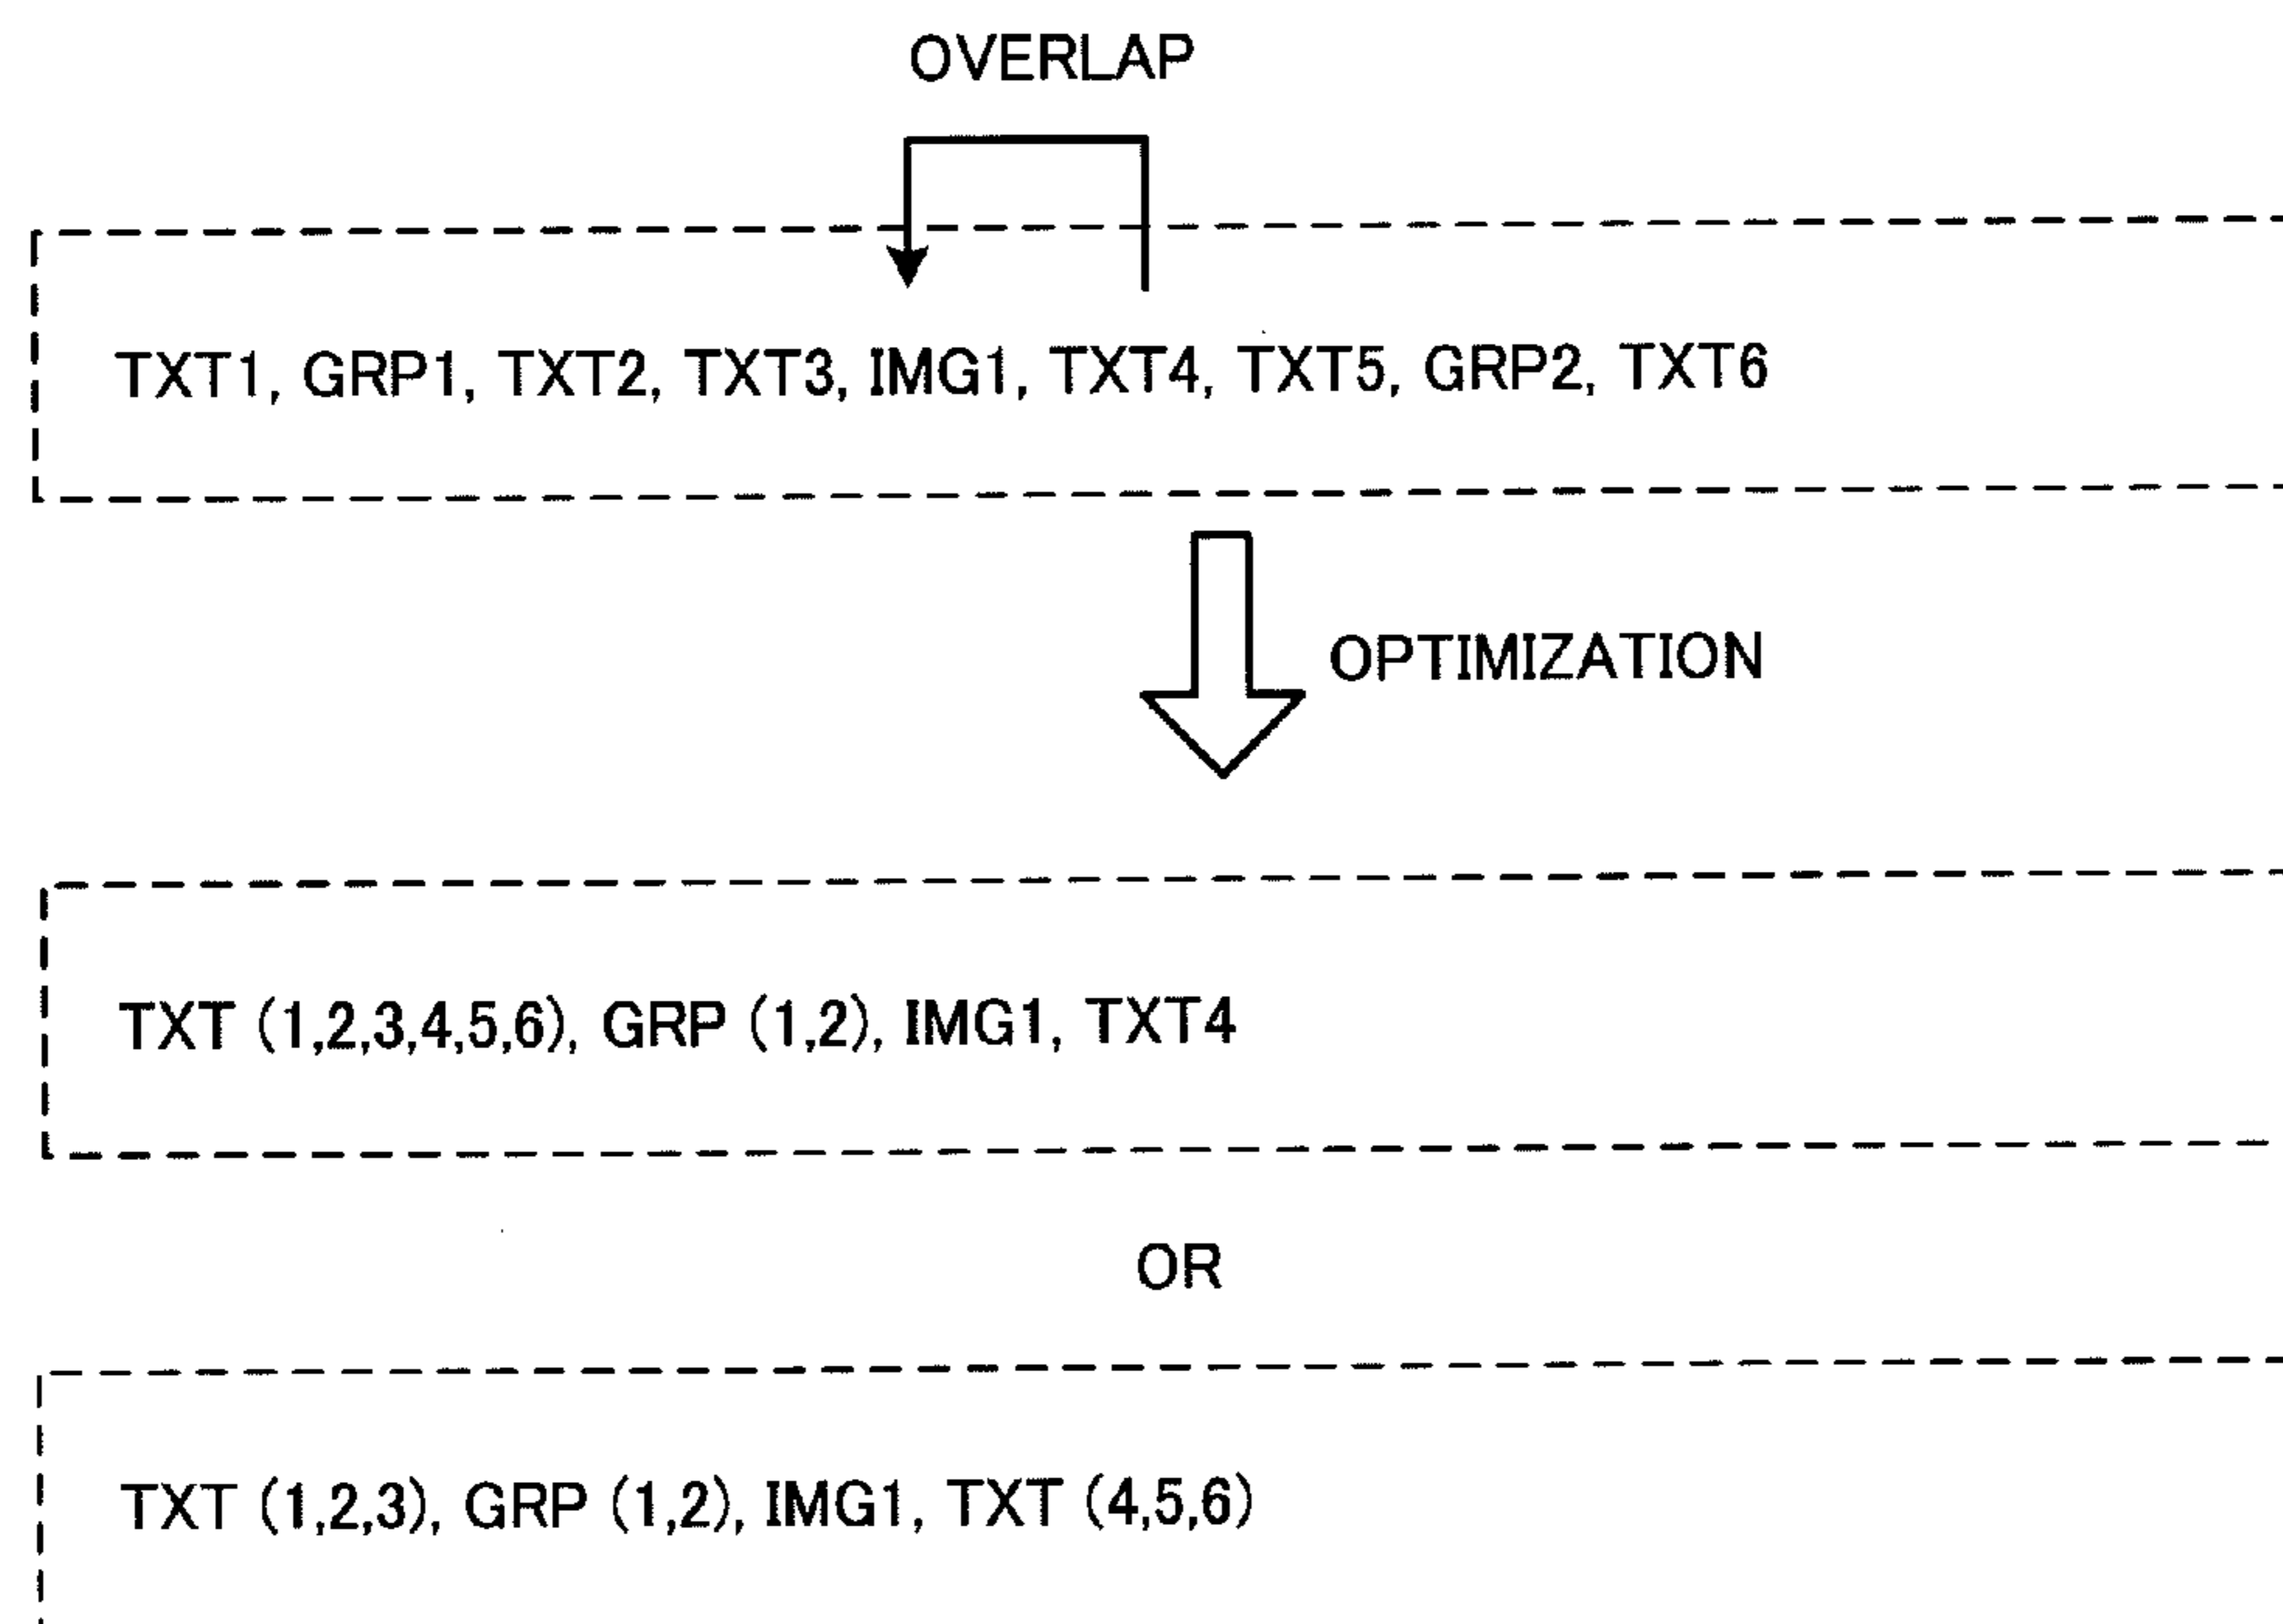 OVERLAP
TXT1, GRP1, TXT2, TXT3, IMG1, TXT4, TXT5, GRP2, TXT6
OPTIMIZATION
TXT (1,2,3,4,5,6), GRP (1,2), IMG1, TXT4
OR
TXT (1,2,3), GRP (1,2), IMG1, TXT (4,5,6)